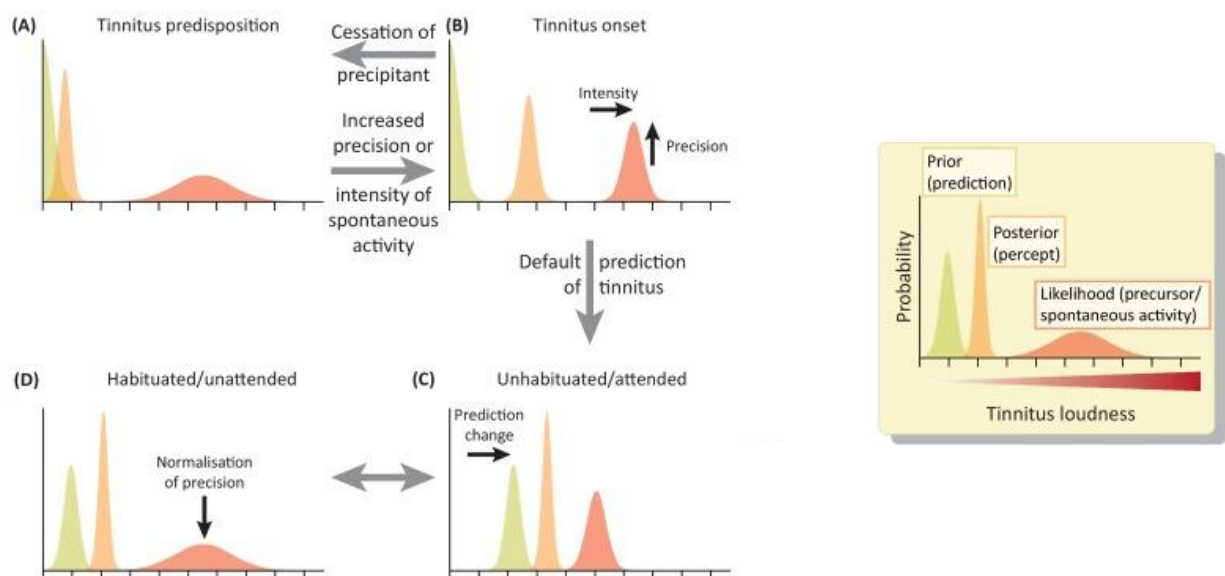 (A)
Tinnitus predisposition
Cessation of
precipitant
Increased
precision or
intensity of
spontaneous
activity
(B)
Tinnitus onset
Intensity
Precision
Default prediction
of tinnitus
(D)
Habituated/unattended
Normalisation
of precision
(C)
Unhabituated/attended
Prediction
change
Prior
(prediction)
Posterior
(percept)
Likelihood (precursor/
spontaneous activity)
Probability
Tinnitus loudness